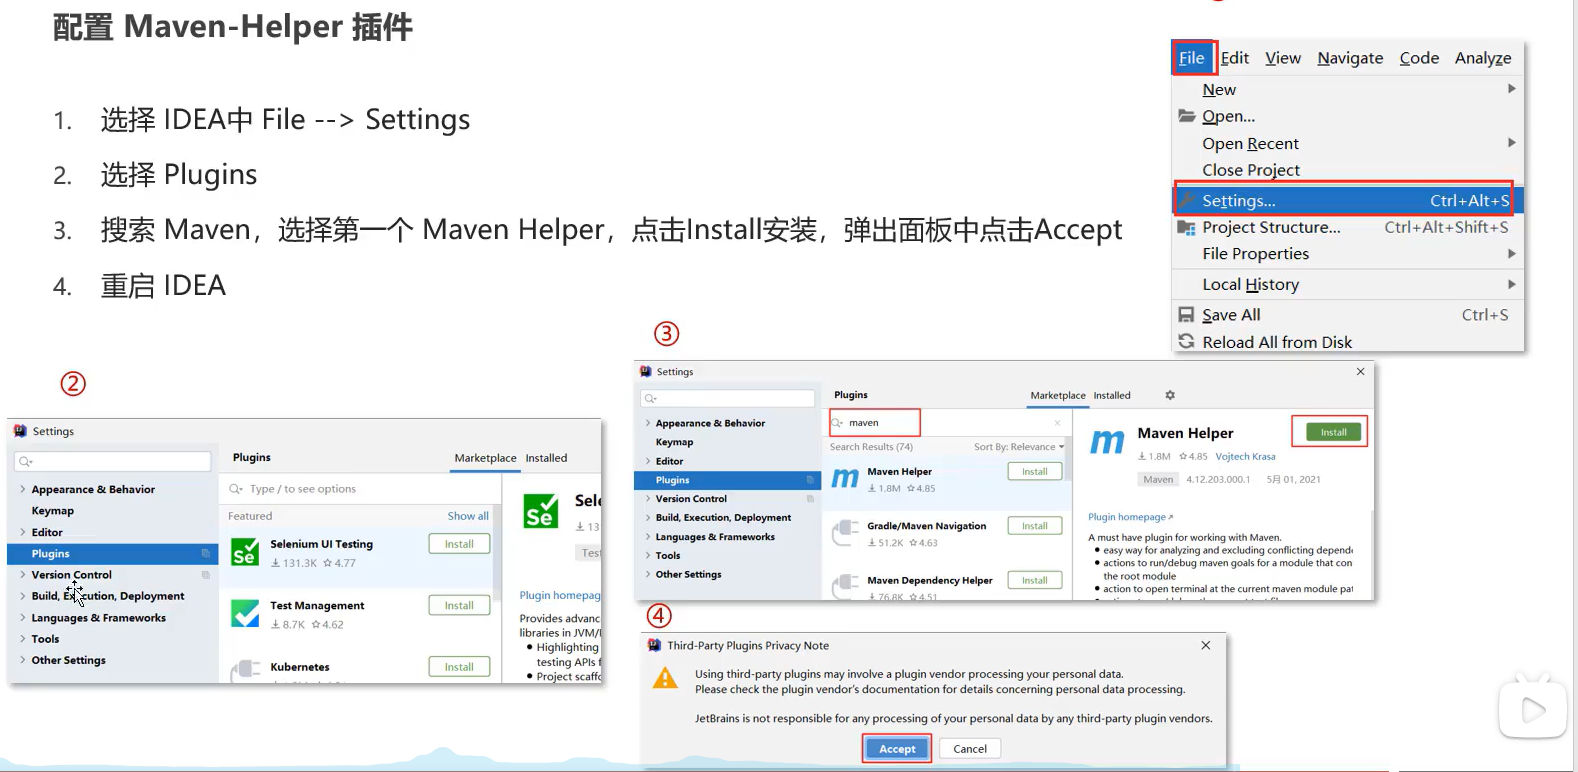 配置 Maven-Helper 插件
1. 选择 IDEA中 File --> Settings
2. 选择 Plugins
3. 搜索 Maven，选择第一个 Maven Helper，点击Install安装，弹出面板中点击Accept
4. 重启 IDEA
File Edit View Navigate Code Analyze
New
Open...
Open Recent
Close Project
Settings... Ctrl+Alt+S
Project Structure... Ctrl+Alt+Shift+S
File Properties
Local History
Save All Ctrl+S
Reload All from Disk
②
Settings
Plugins
Marketplace Installed
Type / to see options
Appearance & Behavior
Keymap
Editor
Plugins
Version Control
Build, Execution, Deployment
Languages & Frameworks
Tools
Other Settings
Featured Show all
Selenium UI Testing Install
131.3K 4.77
Test Management Install
8.7K 4.62
Kubernetes Install
Se
Sele
13
Test
Plugin homepag
Provides advanc
libraries in JVM/
• Highlighting
testing APIs f
• Project scaff
③
Settings
Plugins
Marketplace Installed
maven
Appearance & Behavior
Keymap
Editor
Plugins
Version Control
Build, Execution, Deployment
Languages & Frameworks
Tools
Other Settings
Search Results (74) Sort By: Relevance
Maven Helper Install
1.8M 4.85
Gradle/Maven Navigation Install
51.2K 4.63
Maven Dependency Helper Install
76.8K 4.51
Maven Helper Install
1.8M 4.85 Vojtech Krasa
Maven 4.12.203.000.1 5月 01, 2021
Plugin homepage
A must have plugin for working with Maven.
• easy way for analyzing and excluding conflicting depend
• actions to run/debug maven goals for a module that con
the root module
• action to open terminal at the current maven module pat
④
Third-Party Plugins Privacy Note
Using third-party plugins may involve a plugin vendor processing your personal data.
Please check the plugin vendor's documentation for details concerning personal data processing.
JetBrains is not responsible for any processing of your personal data by any third-party plugin vendors.
Accept Cancel